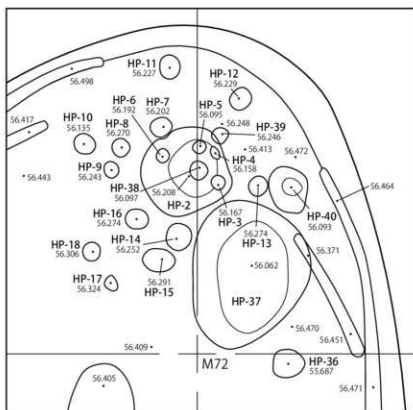 HP-11
56.227
56.498
HP-12
56.229
HP-6
56.192
HP-7
56.202
HP-5
56.095
56.417
HP-10
56.135
HP-8
56.270
56.248
HP-39
56.246
56.413
56.472
HP-4
56.158
HP-9
56.243
56.443
HP-38
56.097
56.208
HP-2
56.464
56.167
HP-3
HP-16
56.274
HP-40
56.093
56.274
HP-13
HP-14
56.252
HP-18
56.306
56.371
56.062
HP-17
56.324
56.291
HP-15
HP-37
56.470
56.451
56.409
M72
HP-36
55.687
56.405
56.471